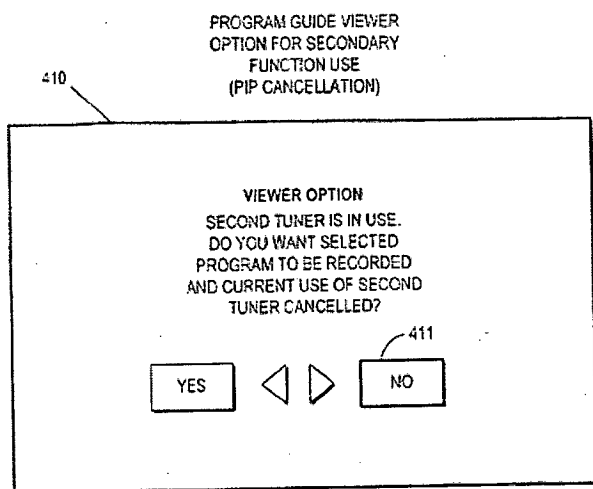 PROGRAM GUIDE VIEWER
OPTION FOR SECONDARY
FUNCTION USE
(PIP CANCELLATION)
410
VIEWER OPTION
SECOND TUNER IS IN USE.
DO YOU WANT SELECTED
PROGRAM TO BE RECORDED
AND CURRENT USE OF SECOND
TUNER CANCELLED?
411
YES NO